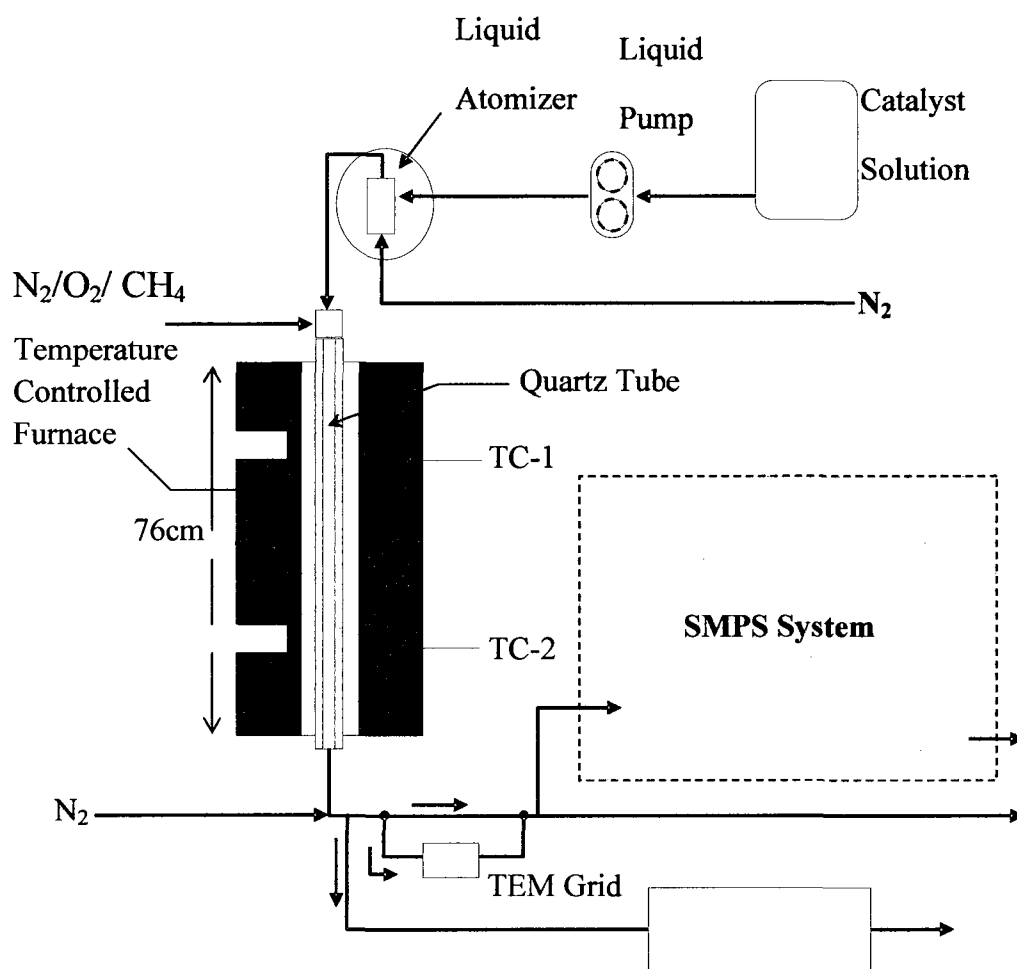 Liquid
Atomizer
Liquid
Pump
Catalyst
Solution
N₂/O₂/ CH₄
N₂
Temperature
Controlled
Furnace
Quartz Tube
TC-1
76cm
SMPS System
TC-2
N₂
TEM Grid